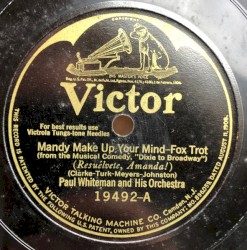 HIS MASTER'S VOICE
Victor
For best results use
Victrola Tungs-tone Needles
Mandy Make Up Your Mind–Fox Trot
(from the Musical Comedy, "Dixie to Broadway")
(Resuélvete, Amanda!)
(Clarke-Turk-Meyers-Johnston)
Paul Whiteman and His Orchestra
19492-A
VICTOR TALKING MACHINE CO. Camden, N.J.